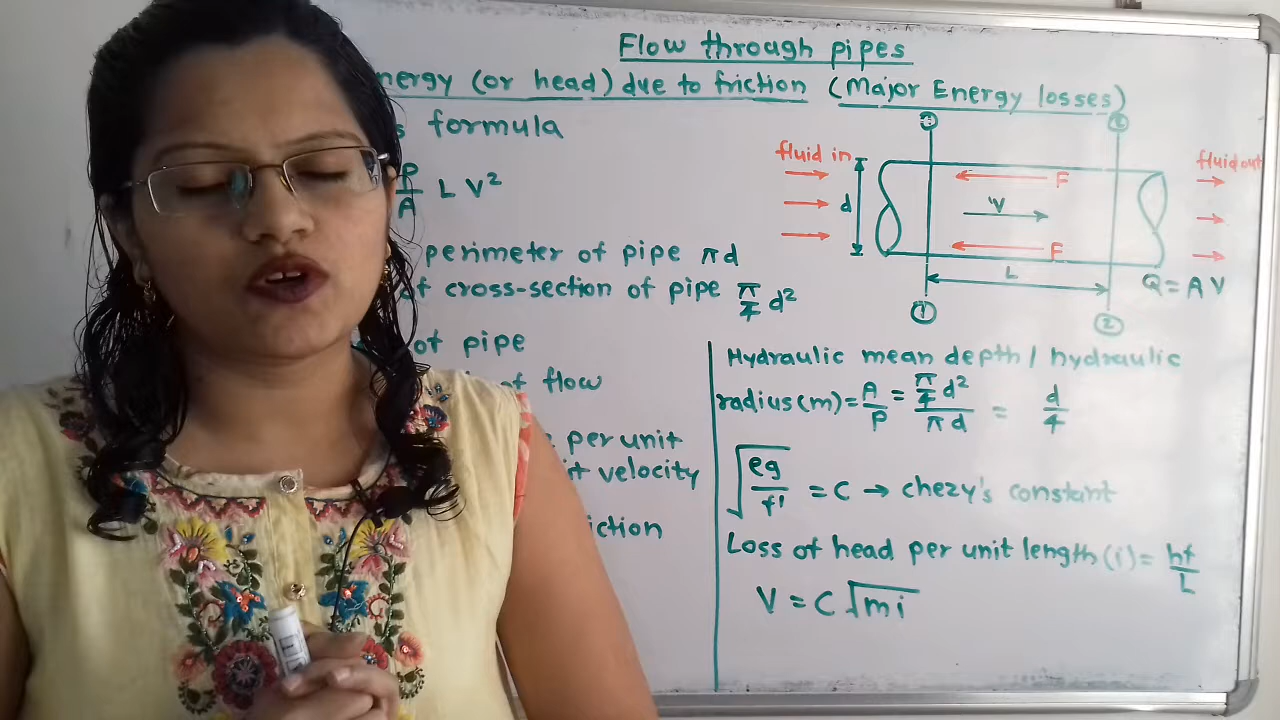 Flow through pipes
nergy (or head) due to friction (Major Energy losses)
s formula
P/A L V²
perimeter of pipe πd
of cross-section of pipe π/4 d²
of pipe
of flow
per unit
it velocity
iction
① ②
fluid in
fluid out
F
d
V
F
L
Q = A V
① ②
Hydraulic mean depth / hydraulic
radius(m) = A/P = π/4 d² / πd = d/4
√(eg/f') = C → chezy's constant
Loss of head per unit length (i) = hf/L
V = C √mi